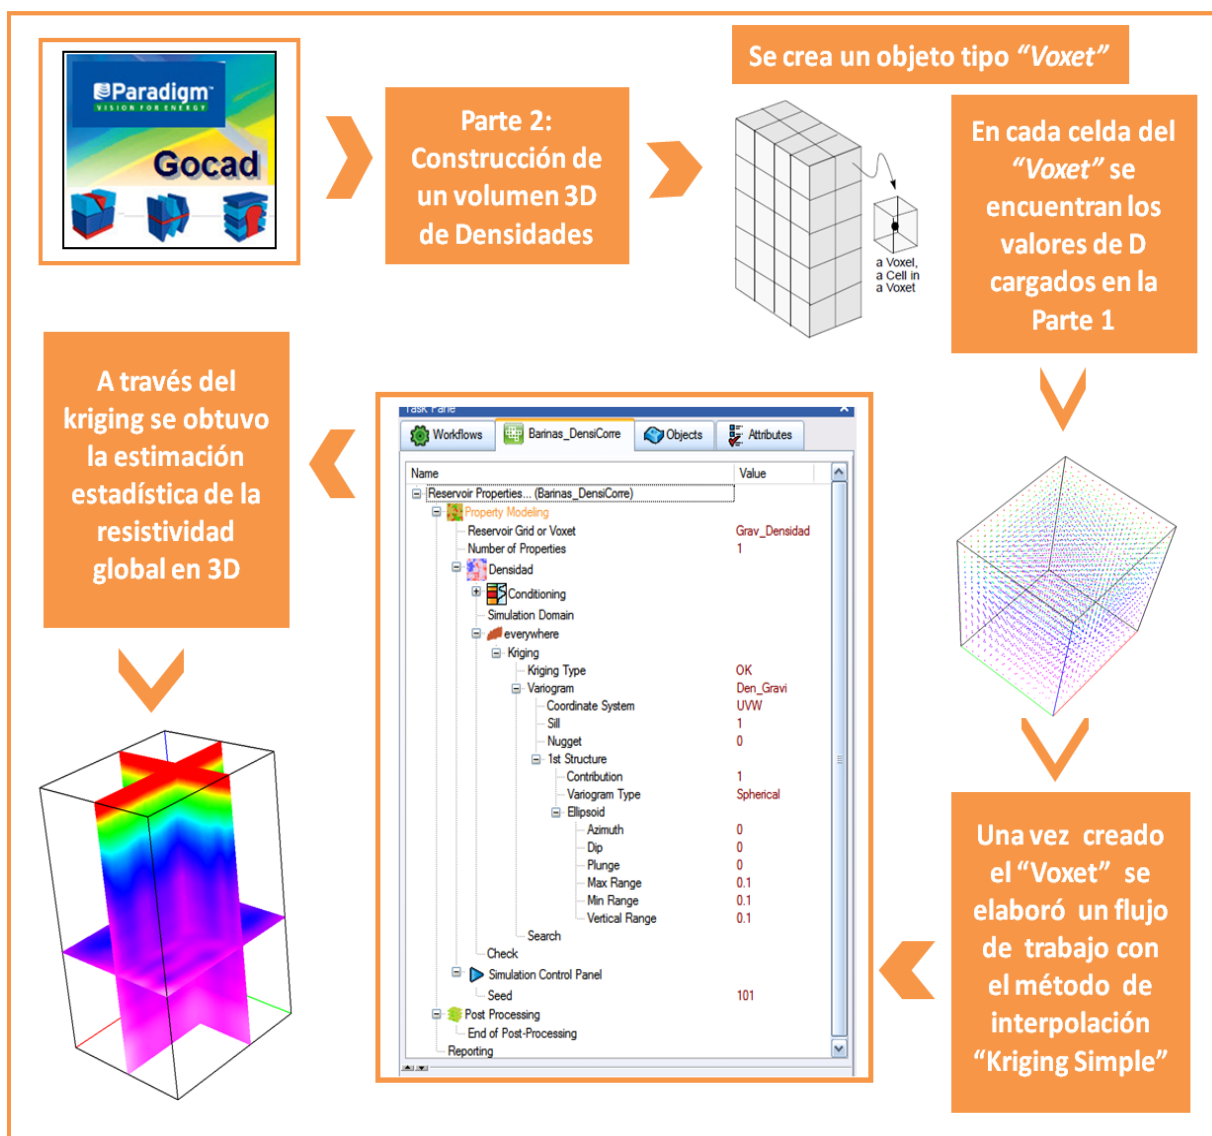 Paradigm
VISION FOR ENERGY
Gocad
Parte 2:
Construcción de
un volumen 3D
de Densidades
Se crea un objeto tipo "Voxet"
a Voxel,
a Cell in
a Voxet
En cada celda del
"Voxet" se
encuentran los
valores de D
cargados en la
Parte 1
Una vez creado
el "Voxet" se
elaboró un flujo
de trabajo con
el método de
interpolación
"Kriging Simple"
Task Pane
Workflows Barinas_DensiCorre Objects Attributes
Name Value
Reservoir Properties... (Barinas_DensiCorre)
Property Modeling
Reservoir Grid or Voxet Grav_Densidad
Number of Properties 1
Densidad
Conditioning
Simulation Domain
everywhere
Kriging
Kriging Type OK
Variogram Den_Gravi
Coordinate System UVW
Sill 1
Nugget 0
1st Structure
Contribution 1
Variogram Type Spherical
Ellipsoid
Azimuth 0
Dip 0
Plunge 0
Max Range 0.1
Min Range 0.1
Vertical Range 0.1
Search
Check
Simulation Control Panel
Seed 101
Post Processing
End of Post-Processing
Reporting
A través del
kriging se obtuvo
la estimación
estadística de la
resistividad
global en 3D